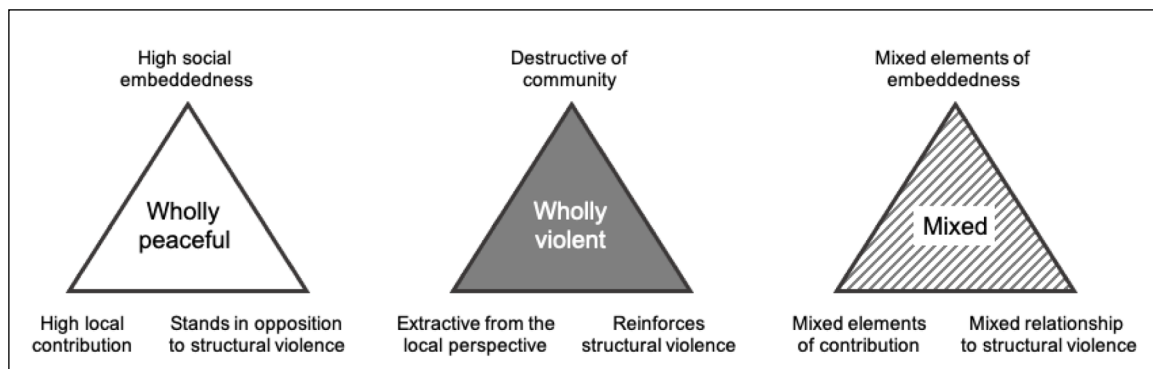 High social
embeddedness
Destructive of
community
Mixed elements of
embeddedness
Wholly
peaceful
Wholly
violent
Mixed
High local
contribution
Stands in opposition
to structural violence
Extractive from the
local perspective
Reinforces
structural violence
Mixed elements
of contribution
Mixed relationship
to structural violence